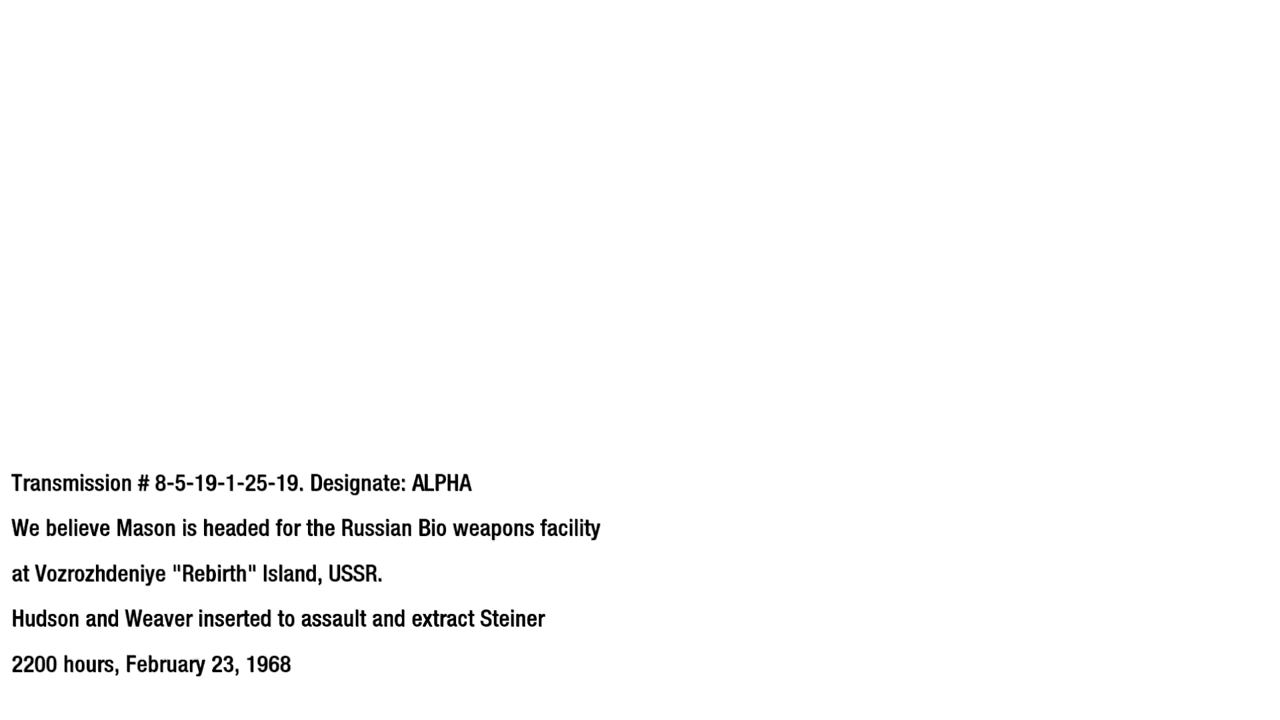 Transmission # 8-5-19-1-25-19. Designate: ALPHA
We believe Mason is headed for the Russian Bio weapons facility
at Vozrozhdeniye "Rebirth" Island, USSR.
Hudson and Weaver inserted to assault and extract Steiner
2200 hours, February 23, 1968